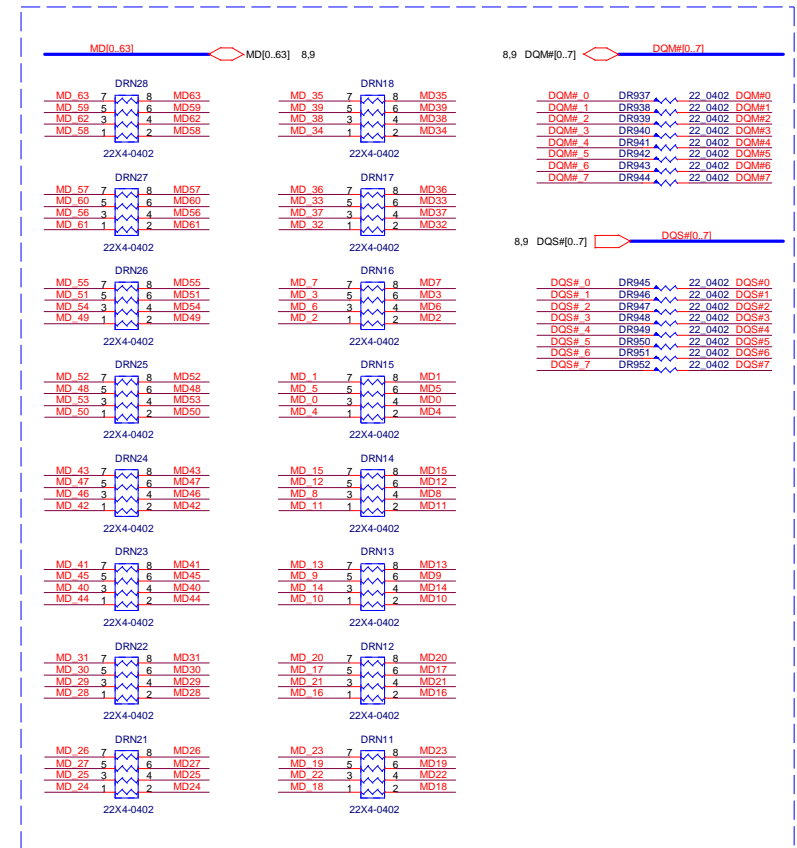 MD[0..63] MD[0..63] 8,9 8,9 DQM#[0..7] DQM#[0..7]
DRN28 DRN18
MD_63 7 8 MD63 MD_35 7 8 MD35 DQM#_0 DR937 22_0402 DQM#0
MD_59 5 6 MD59 MD_39 5 6 MD39 DQM#_1 DR938 22_0402 DQM#1
MD_62 3 4 MD62 MD_38 3 4 MD38 DQM#_2 DR939 22_0402 DQM#2
MD_58 1 2 MD58 MD_34 1 2 MD34 DQM#_3 DR940 22_0402 DQM#3
DQM#_4 DR941 22_0402 DQM#4
22X4-0402 22X4-0402 DQM#_5 DR942 22_0402 DQM#5
DQM#_6 DR943 22_0402 DQM#6
DRN27 DRN17 DQM#_7 DR944 22_0402 DQM#7
MD_57 7 8 MD57 MD_36 7 8 MD36
MD_60 5 6 MD60 MD_33 5 6 MD33
MD_56 3 4 MD56 MD_37 3 4 MD37
MD_61 1 2 MD61 MD_32 1 2 MD32
22X4-0402 22X4-0402 8,9 DQS#[0..7] DQS#[0..7]
DRN26 DRN16
MD_55 7 8 MD55 MD_7 7 8 MD7 DQS#_0 DR945 22_0402 DQS#0
MD_51 5 6 MD51 MD_3 5 6 MD3 DQS#_1 DR946 22_0402 DQS#1
MD_54 3 4 MD54 MD_6 3 4 MD6 DQS#_2 DR947 22_0402 DQS#2
MD_49 1 2 MD49 MD_2 1 2 MD2 DQS#_3 DR948 22_0402 DQS#3
DQS#_4 DR949 22_0402 DQS#4
22X4-0402 22X4-0402 DQS#_5 DR950 22_0402 DQS#5
DQS#_6 DR951 22_0402 DQS#6
DRN25 DRN15 DQS#_7 DR952 22_0402 DQS#7
MD_52 7 8 MD52 MD_1 7 8 MD1
MD_48 5 6 MD48 MD_5 5 6 MD5
MD_53 3 4 MD53 MD_0 3 4 MD0
MD_50 1 2 MD50 MD_4 1 2 MD4
22X4-0402 22X4-0402
DRN24 DRN14
MD_43 7 8 MD43 MD_15 7 8 MD15
MD_47 5 6 MD47 MD_12 5 6 MD12
MD_46 3 4 MD46 MD_8 3 4 MD8
MD_42 1 2 MD42 MD_11 1 2 MD11
22X4-0402 22X4-0402
DRN23 DRN13
MD_41 7 8 MD41 MD_13 7 8 MD13
MD_45 5 6 MD45 MD_9 5 6 MD9
MD_40 3 4 MD40 MD_14 3 4 MD14
MD_44 1 2 MD44 MD_10 1 2 MD10
22X4-0402 22X4-0402
DRN22 DRN12
MD_31 7 8 MD31 MD_20 7 8 MD20
MD_30 5 6 MD30 MD_17 5 6 MD17
MD_29 3 4 MD29 MD_21 3 4 MD21
MD_28 1 2 MD28 MD_16 1 2 MD16
22X4-0402 22X4-0402
DRN21 DRN11
MD_26 7 8 MD26 MD_23 7 8 MD23
MD_27 5 6 MD27 MD_19 5 6 MD19
MD_25 3 4 MD25 MD_22 3 4 MD22
MD_24 1 2 MD24 MD_18 1 2 MD18
22X4-0402 22X4-0402